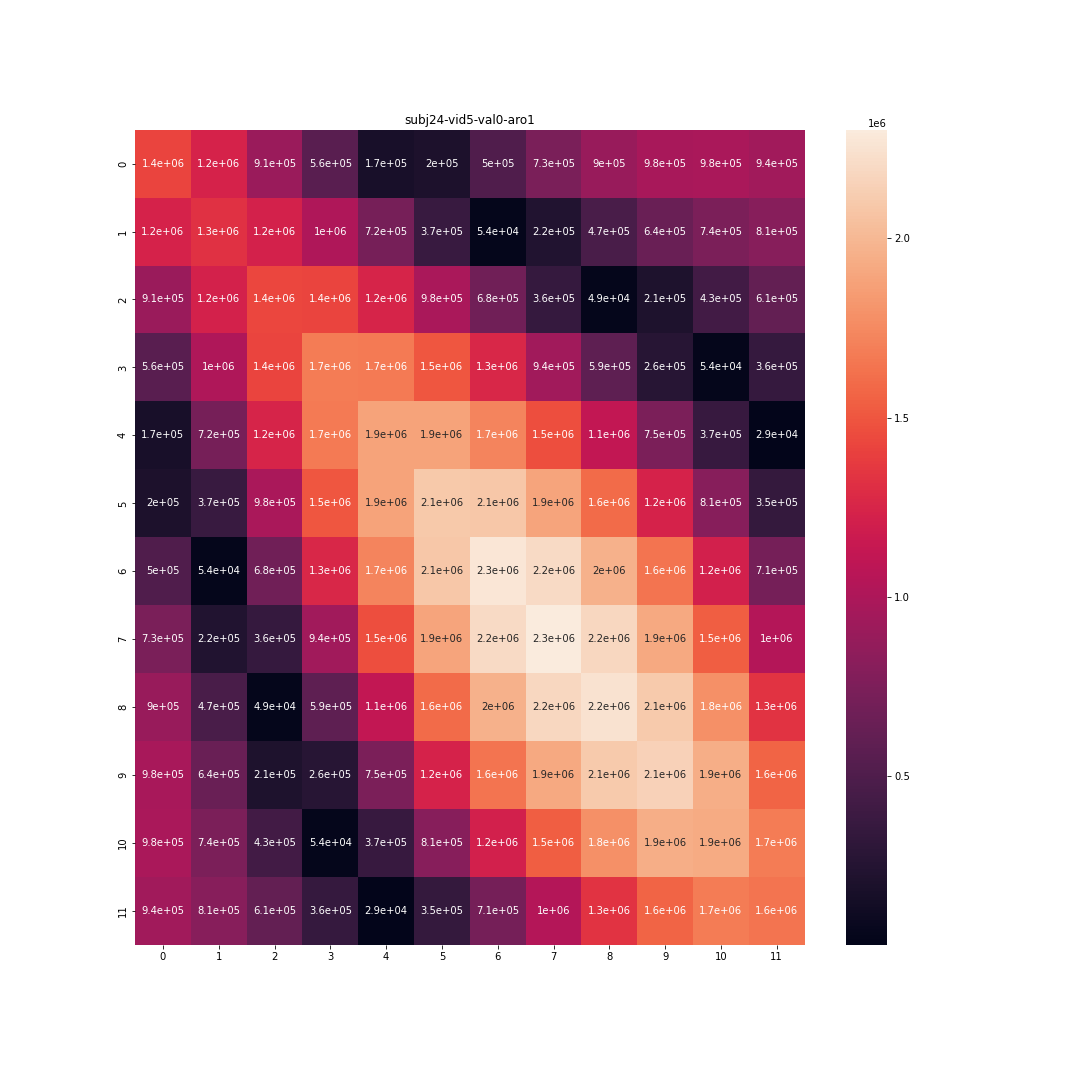 subj24-vid5-val0-aro1
1e6
0 1.4e+06 1.2e+06 9.1e+05 5.6e+05 1.7e+05 2e+05 5e+05 7.3e+05 9e+05 9.8e+05 9.8e+05 9.4e+05
1 1.2e+06 1.3e+06 1.2e+06 1e+06 7.2e+05 3.7e+05 5.4e+04 2.2e+05 4.7e+05 6.4e+05 7.4e+05 8.1e+05
2.0
2 9.1e+05 1.2e+06 1.4e+06 1.4e+06 1.2e+06 9.8e+05 6.8e+05 3.6e+05 4.9e+04 2.1e+05 4.3e+05 6.1e+05
3 5.6e+05 1e+06 1.4e+06 1.7e+06 1.7e+06 1.5e+06 1.3e+06 9.4e+05 5.9e+05 2.6e+05 5.4e+04 3.6e+05
1.5
4 1.7e+05 7.2e+05 1.2e+06 1.7e+06 1.9e+06 1.9e+06 1.7e+06 1.5e+06 1.1e+06 7.5e+05 3.7e+05 2.9e+04
5 2e+05 3.7e+05 9.8e+05 1.5e+06 1.9e+06 2.1e+06 2.1e+06 1.9e+06 1.6e+06 1.2e+06 8.1e+05 3.5e+05
6 5e+05 5.4e+04 6.8e+05 1.3e+06 1.7e+06 2.1e+06 2.3e+06 2.2e+06 2e+06 1.6e+06 1.2e+06 7.1e+05
1.0
7 7.3e+05 2.2e+05 3.6e+05 9.4e+05 1.5e+06 1.9e+06 2.2e+06 2.3e+06 2.2e+06 1.9e+06 1.5e+06 1e+06
8 9e+05 4.7e+05 4.9e+04 5.9e+05 1.1e+06 1.6e+06 2e+06 2.2e+06 2.2e+06 2.1e+06 1.8e+06 1.3e+06
9 9.8e+05 6.4e+05 2.1e+05 2.6e+05 7.5e+05 1.2e+06 1.6e+06 1.9e+06 2.1e+06 2.1e+06 1.9e+06 1.6e+06
0.5
10 9.8e+05 7.4e+05 4.3e+05 5.4e+04 3.7e+05 8.1e+05 1.2e+06 1.5e+06 1.8e+06 1.9e+06 1.9e+06 1.7e+06
11 9.4e+05 8.1e+05 6.1e+05 3.6e+05 2.9e+04 3.5e+05 7.1e+05 1e+06 1.3e+06 1.6e+06 1.7e+06 1.6e+06
0 1 2 3 4 5 6 7 8 9 10 11